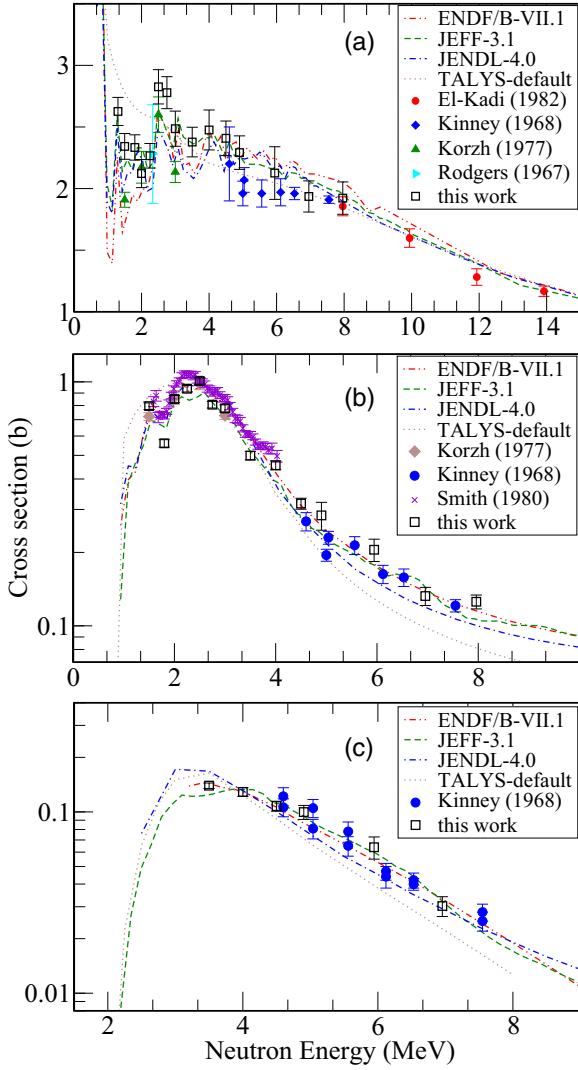 (a)
ENDF/B-VII.1
JEFF-3.1
JENDL-4.0
TALYS-default
El-Kadi (1982)
Kinney (1968)
Korzh (1977)
Rodgers (1967)
this work
3
2
1
0 2 4 6 8 10 12 14
(b)
ENDF/B-VII.1
JEFF-3.1
JENDL-4.0
TALYS-default
Korzh (1977)
Kinney (1968)
Smith (1980)
this work
1
0.1
0 2 4 6 8
Cross section (b)
(c)
ENDF/B-VII.1
JEFF-3.1
JENDL-4.0
TALYS-default
Kinney (1968)
this work
0.1
0.01
2 4 6 8
Neutron Energy (MeV)